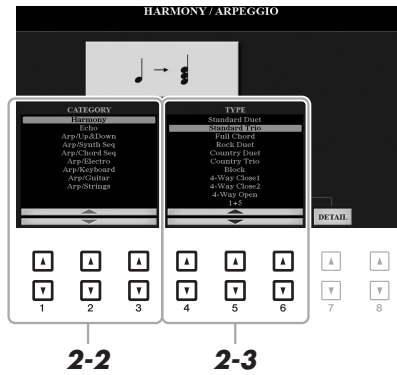 HARMONY / ARPEGGIO
CATEGORY
Harmony
Echo
Arp/Up&Down
Arp/Synth Seq
Arp/Chord Seq
Arp/Electro
Arp/Keyboard
Arp/Guitar
Arp/Strings
TYPE
Standard Duet
Standard Trio
Full Chord
Rock Duet
Country Duet
Country Trio
Block
4-Way Close1
4-Way Close2
4-Way Open
1+5
DETAIL
1 2 3 4 5 6 7 8
2-2 2-3